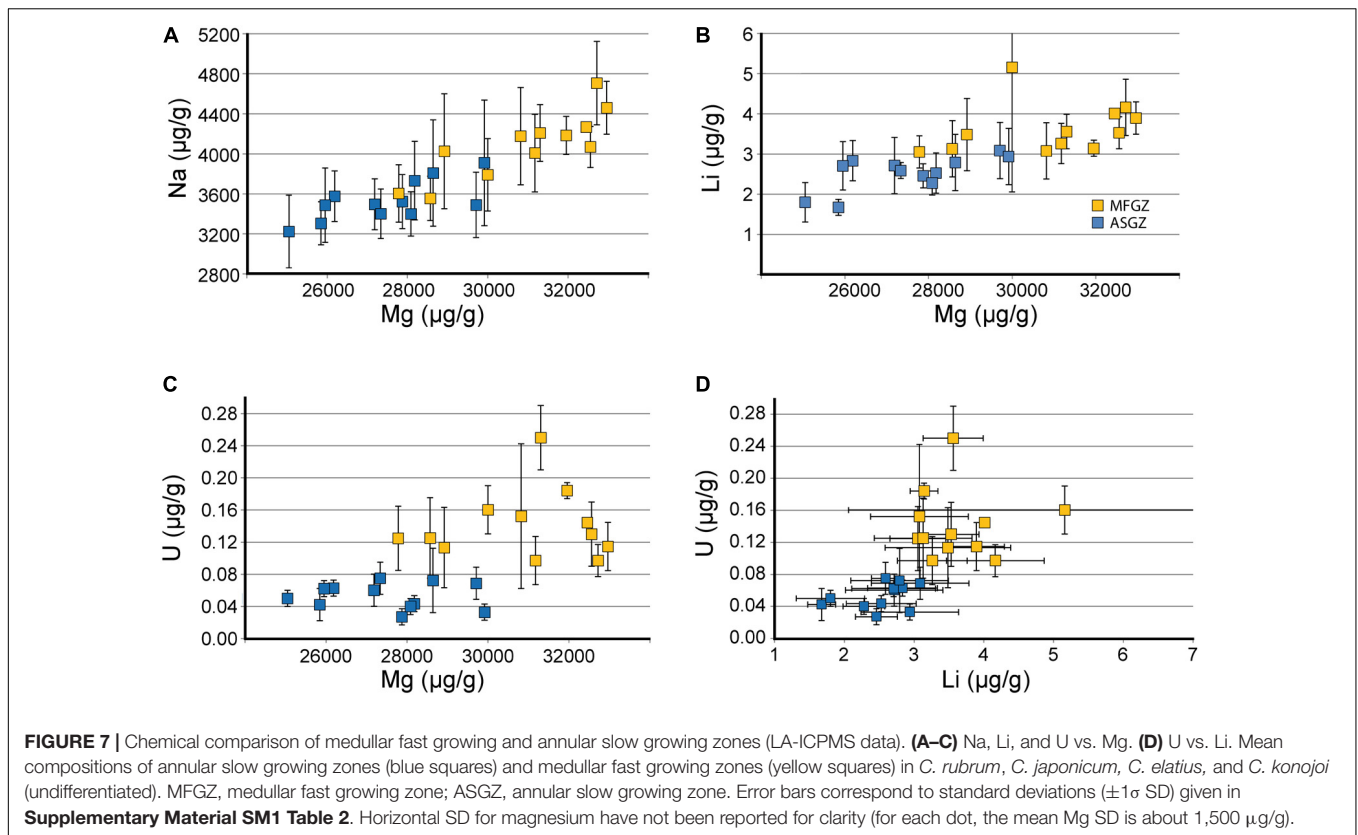 A
5200
4800
4400
4000
3600
3200
2800
Na (µg/g)
26000 28000 30000 32000
Mg (µg/g)
B
6
5
4
3
2
1
Li (µg/g)
MFGZ
ASGZ
26000 28000 30000 32000
Mg (µg/g)
C
0.28
0.24
0.20
0.16
0.12
0.08
0.04
0.00
U (µg/g)
26000 28000 30000 32000
Mg (µg/g)
D
0.28
0.24
0.20
0.16
0.12
0.08
0.04
0.00
U (µg/g)
1 2 3 4 5 6 7
Li (µg/g)
FIGURE 7 | Chemical comparison of medullar fast growing and annular slow growing zones (LA-ICPMS data). (A–C) Na, Li, and U vs. Mg. (D) U vs. Li. Mean
compositions of annular slow growing zones (blue squares) and medullar fast growing zones (yellow squares) in C. rubrum, C. japonicum, C. elatius, and C. konojoi
(undifferentiated). MFGZ, medullar fast growing zone; ASGZ, annular slow growing zone. Error bars correspond to standard deviations (±1σ SD) given in
Supplementary Material SM1 Table 2. Horizontal SD for magnesium have not been reported for clarity (for each dot, the mean Mg SD is about 1,500 µg/g).